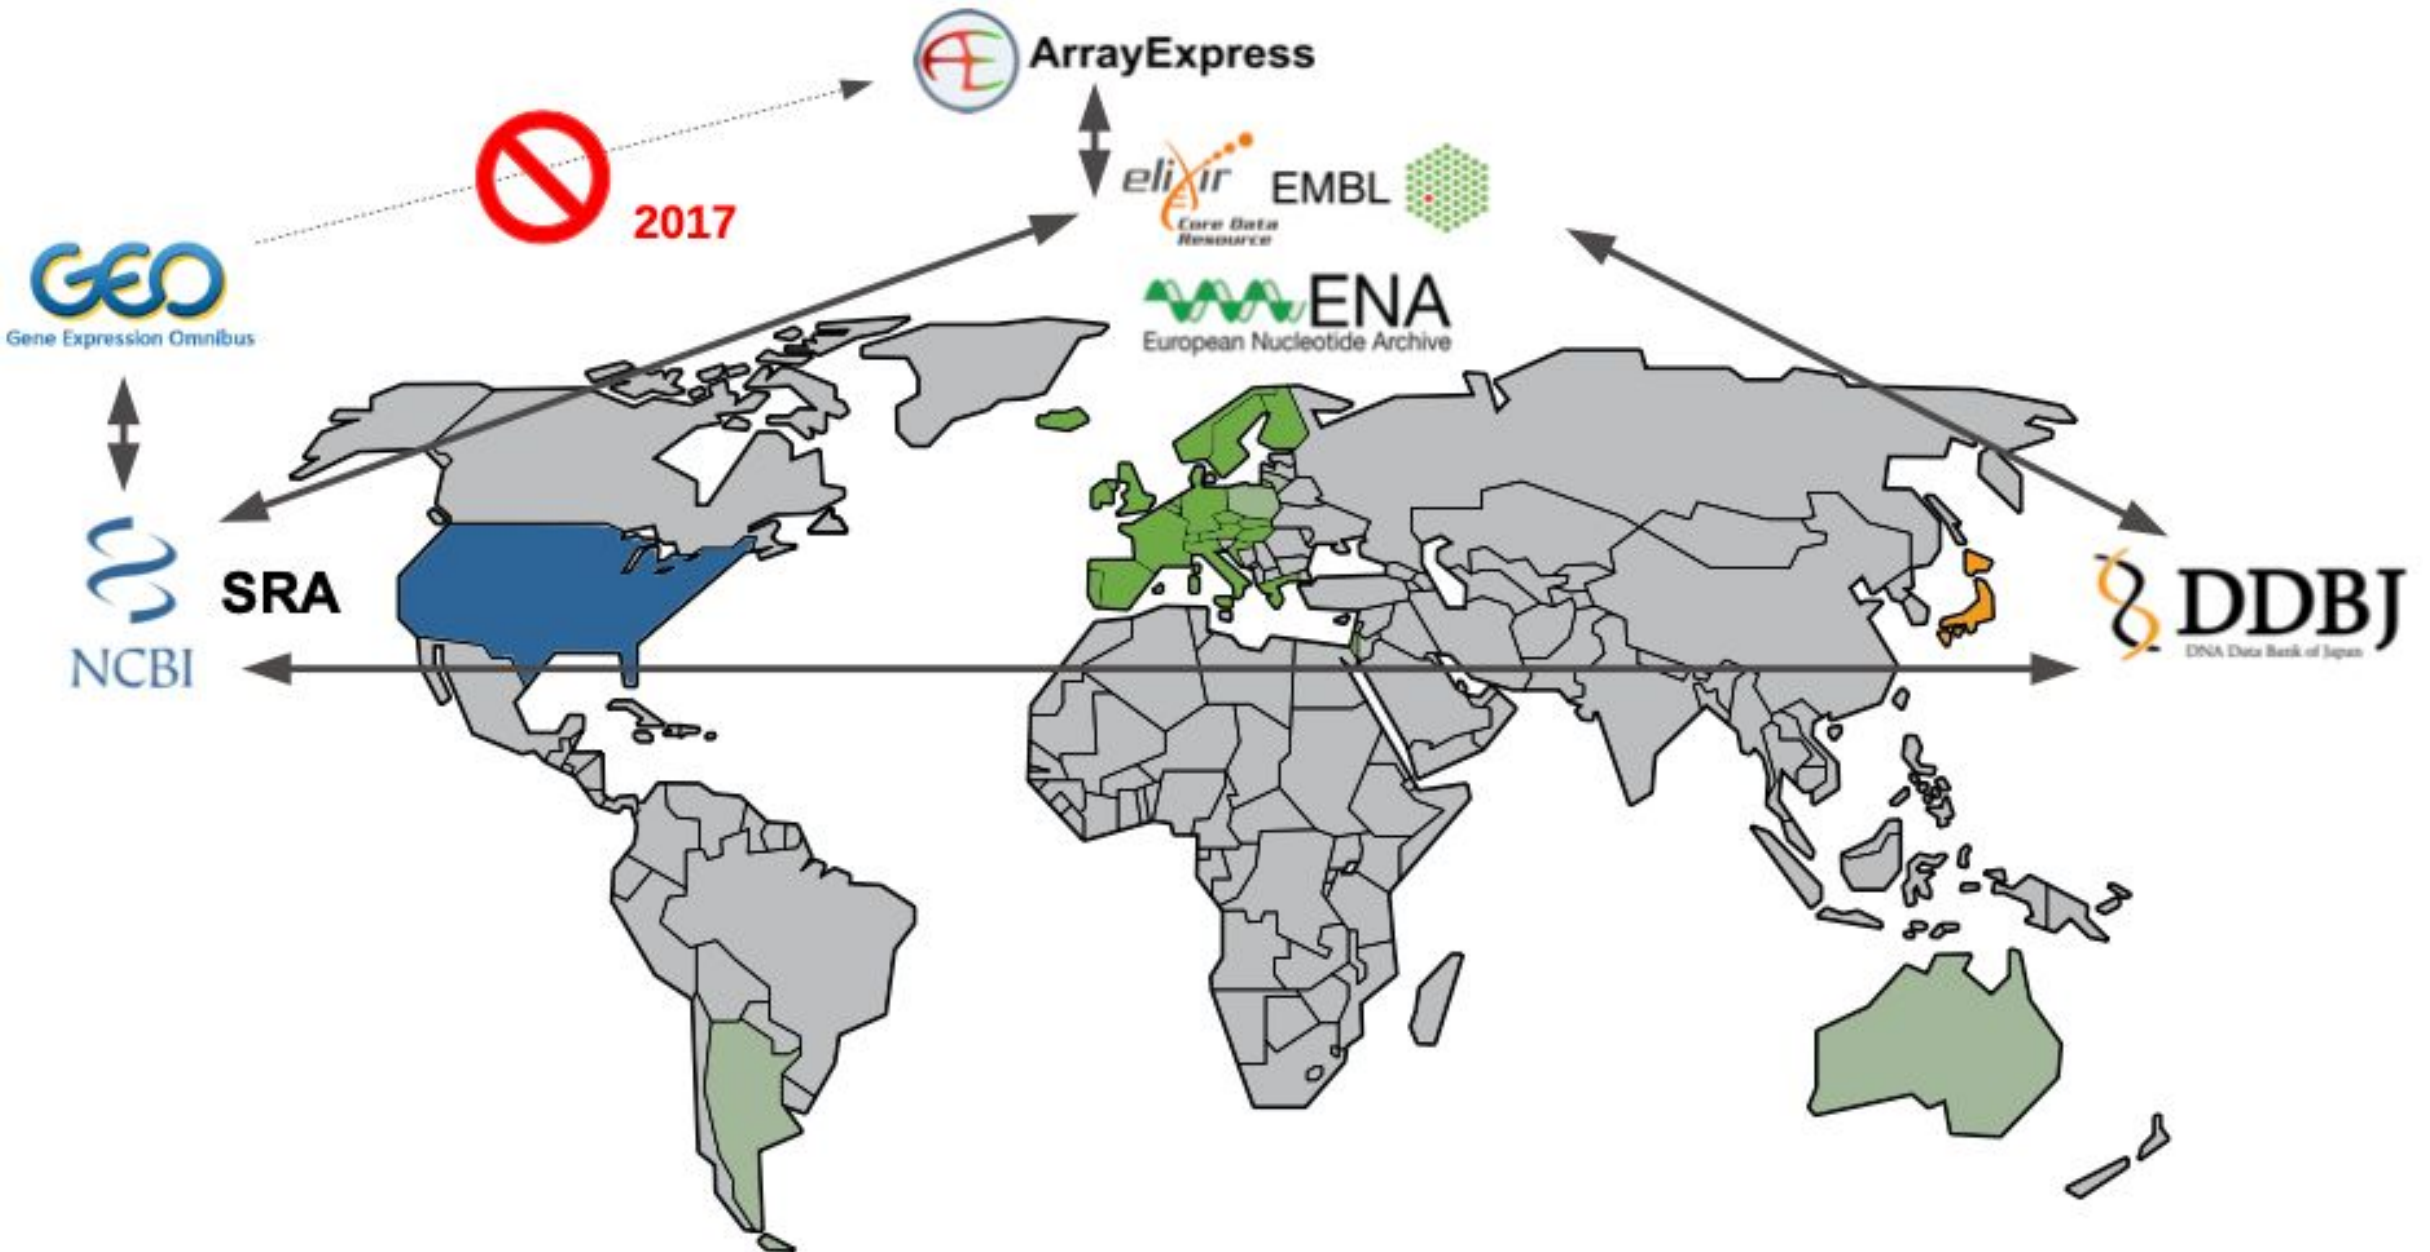 ArrayExpress
elixir
Core Data
Resource
EMBL
2017
GEO
Gene Expression Omnibus
ENA
European Nucleotide Archive
SRA
NCBI
DDBJ
DNA Data Bank of Japan